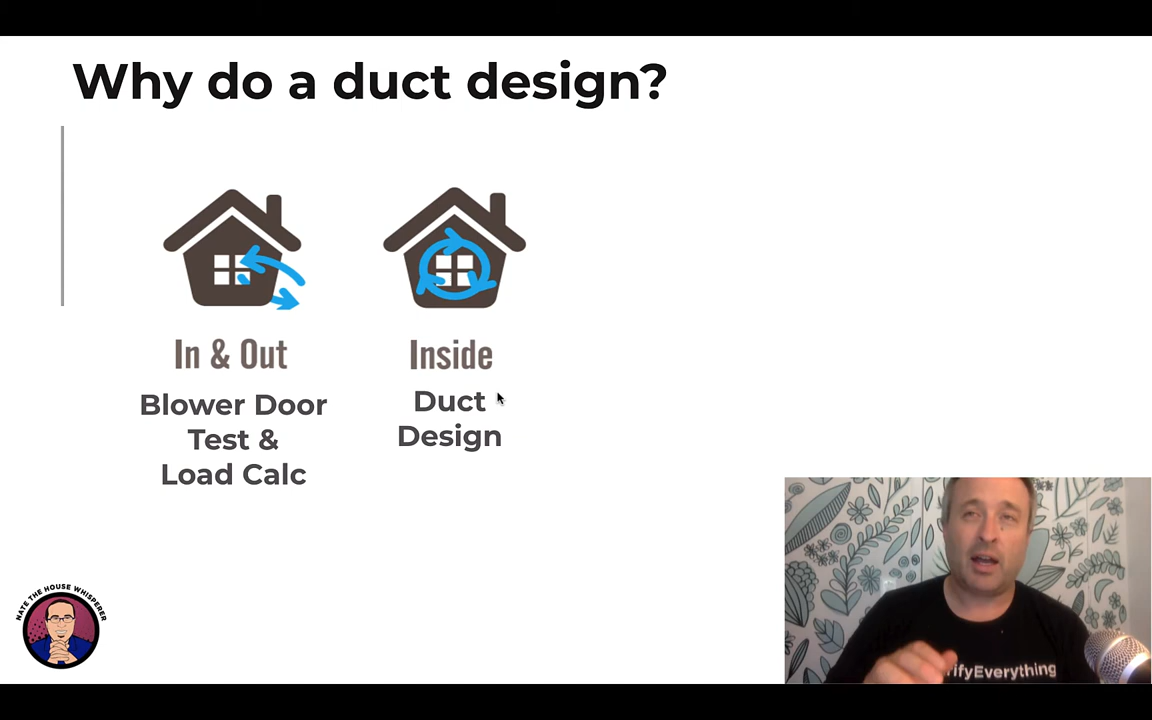 Why do a duct design?
In & Out
Blower Door
Test &
Load Calc
Inside
Duct
Design
NATE THE HOUSE WHISPERER
rifyEverything